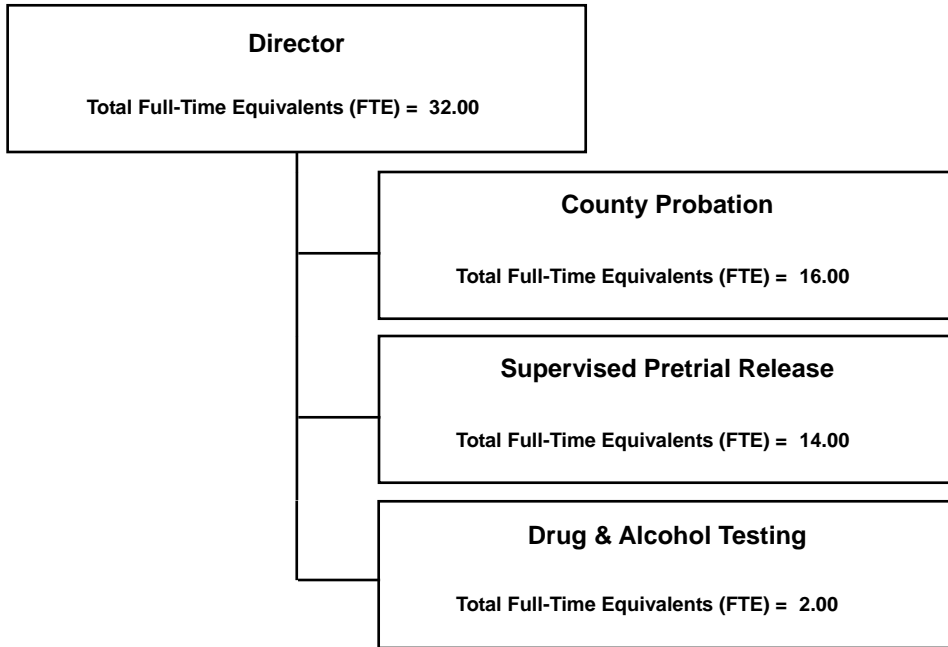 Director
Total Full-Time Equivalents (FTE) = 32.00
County Probation
Total Full-Time Equivalents (FTE) = 16.00
Supervised Pretrial Release
Total Full-Time Equivalents (FTE) = 14.00
Drug & Alcohol Testing
Total Full-Time Equivalents (FTE) = 2.00